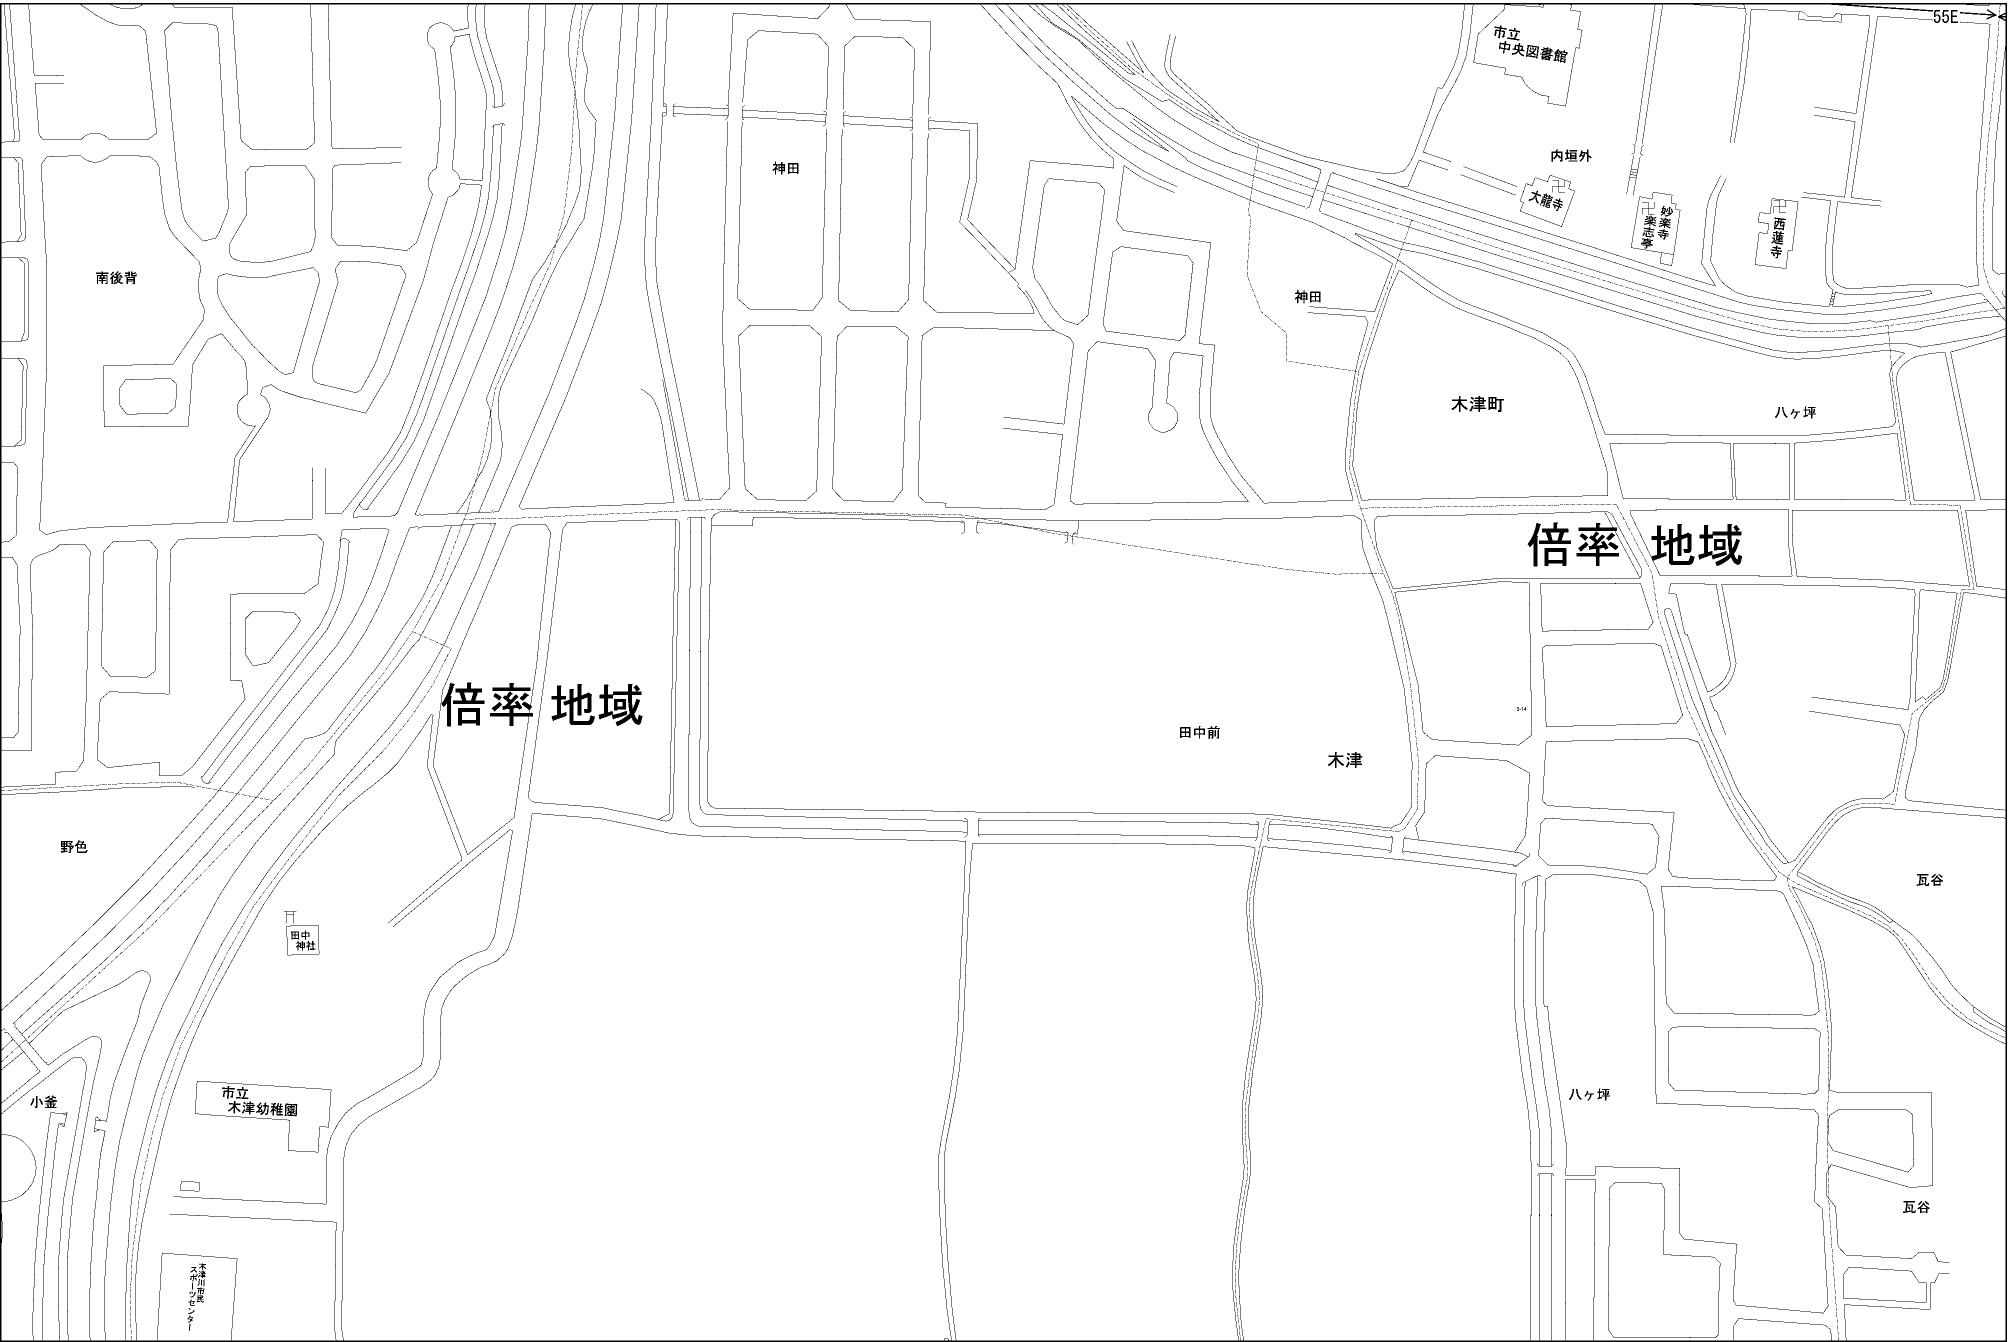 55E
市立
中央図書館
内垣外
大龍寺
妙楽寺
楽志亭
西蓮寺
神田
南後背
神田
木津町
八ヶ坪
倍率 地域
倍率 地域
3-14
田中前
木津
野色
瓦谷
田中
神社
市立
木津幼稚園
小釜
八ヶ坪
瓦谷
木津川市民
スポーツセンター